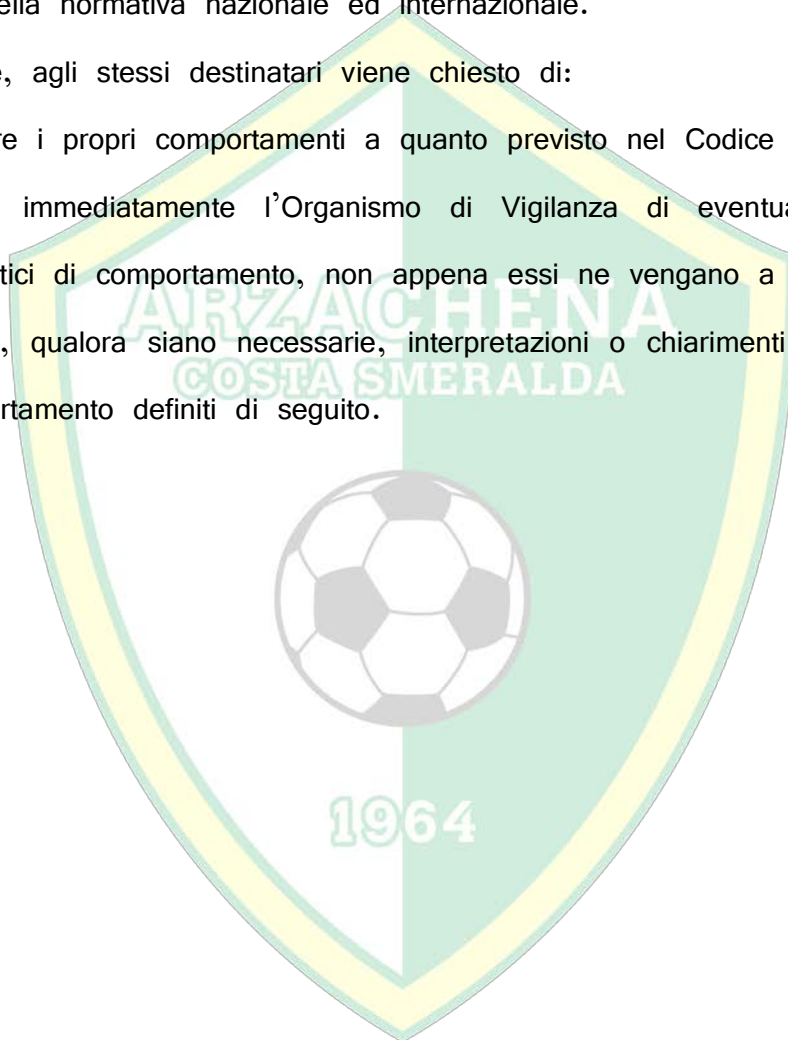 ella normativa nazionale ed internazionale.
e, agli stessi destinatari viene chiesto di:
re i propri comportamenti a quanto previsto nel Codice
immediatamente l’Organismo di Vigilanza di eventua
tici di comportamento, non appena essi ne vengano a
ARZACHENA
, qualora siano necessarie, interpretazioni o chiarimenti
COSTA SMERALDA
rtamento definiti di seguito.
1964